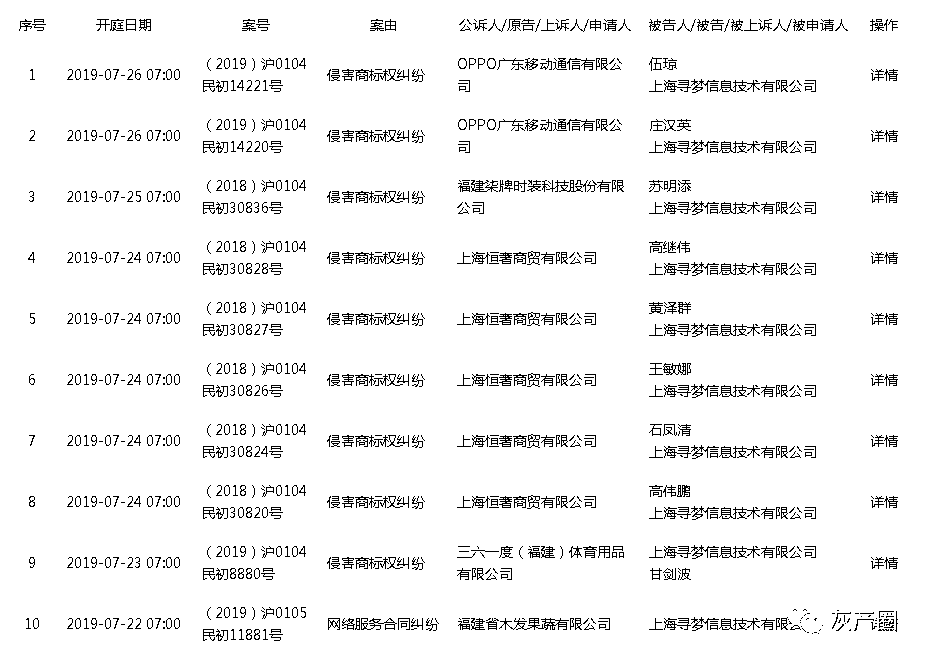 序号 开庭日期 案号 案由 公诉人/原告/上诉人/申请人 被告人/被告/被上诉人/被申请人 操作
1 2019-07-26 07:00 （2019）沪0104民初14221号 侵害商标权纠纷 OPPO广东移动通信有限公司 伍琼 上海寻梦信息技术有限公司 详情
2 2019-07-26 07:00 （2019）沪0104民初14220号 侵害商标权纠纷 OPPO广东移动通信有限公司 庄汉英 上海寻梦信息技术有限公司 详情
3 2019-07-25 07:00 （2018）沪0104民初30836号 侵害商标权纠纷 福建柒牌时装科技股份有限公司 苏明添 上海寻梦信息技术有限公司 详情
4 2019-07-24 07:00 （2018）沪0104民初30828号 侵害商标权纠纷 上海恒奢商贸有限公司 高继伟 上海寻梦信息技术有限公司 详情
5 2019-07-24 07:00 （2018）沪0104民初30827号 侵害商标权纠纷 上海恒奢商贸有限公司 黄泽群 上海寻梦信息技术有限公司 详情
6 2019-07-24 07:00 （2018）沪0104民初30826号 侵害商标权纠纷 上海恒奢商贸有限公司 王敏娜 上海寻梦信息技术有限公司 详情
7 2019-07-24 07:00 （2018）沪0104民初30824号 侵害商标权纠纷 上海恒奢商贸有限公司 石凤清 上海寻梦信息技术有限公司 详情
8 2019-07-24 07:00 （2018）沪0104民初30820号 侵害商标权纠纷 上海恒奢商贸有限公司 高伟鹏 上海寻梦信息技术有限公司 详情
9 2019-07-23 07:00 （2019）沪0104民初8880号 侵害商标权纠纷 三六一度（福建）体育用品有限公司 上海寻梦信息技术有限公司 甘剑波 详情
10 2019-07-22 07:00 （2019）沪0105民初11881号 网络服务合同纠纷 福建省木发果蔬有限公司 上海寻梦信息技术有限
灰产圈